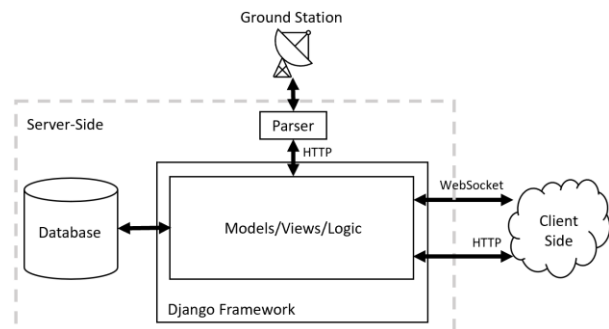 Ground Station
Server-Side
Parser
HTTP
WebSocket
Database
Models/Views/Logic
Client
Side
HTTP
Django Framework